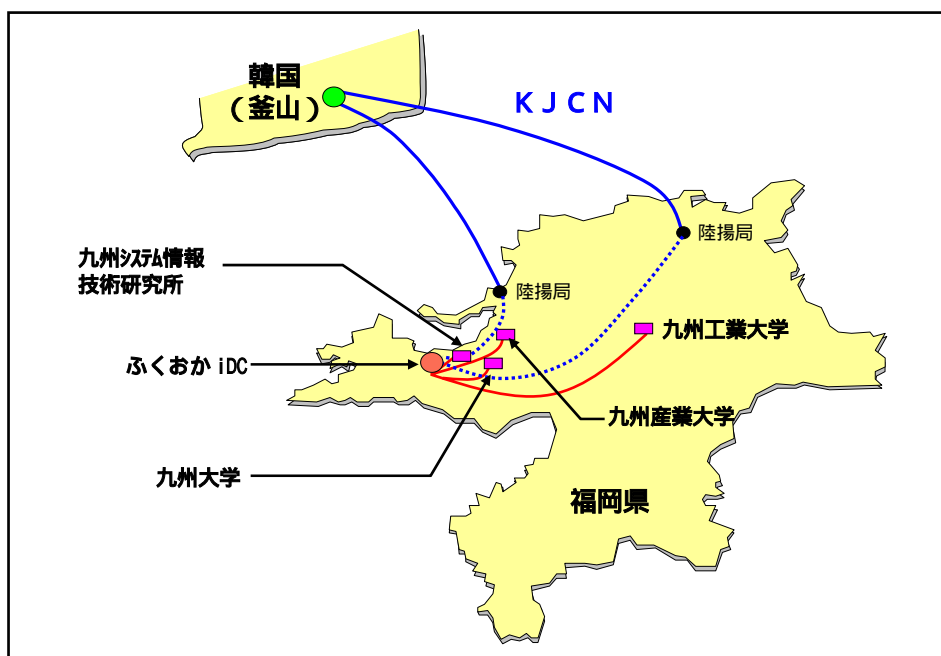 韓国
(釜山)
KJCN
陸揚局
九州ｼｽﾃﾑ情報
技術研究所
陸揚局
九州工業大学
ふくおか iDC
九州産業大学
九州大学
福岡県